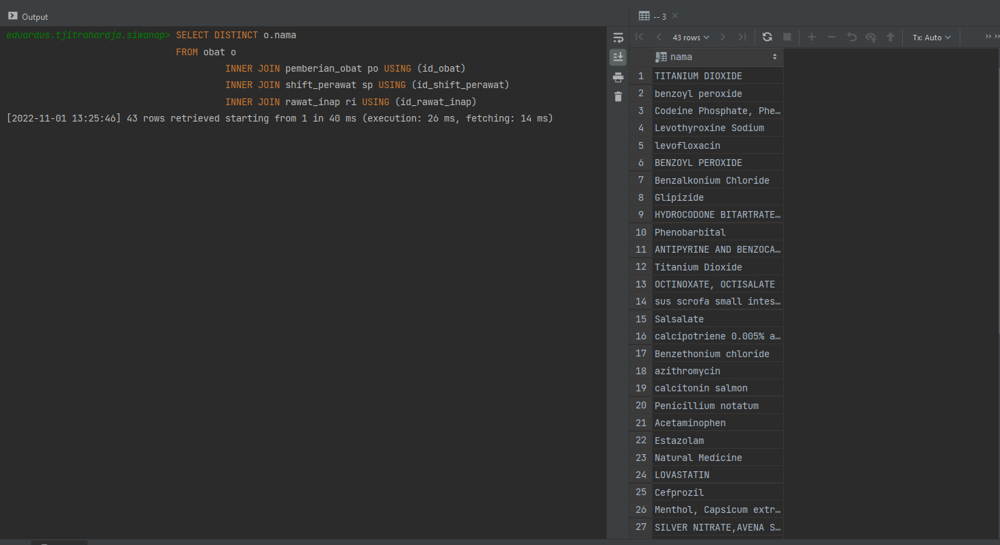 Output
eduardus.tjitrahardja.siwanap> SELECT DISTINCT o.nama
FROM obat o
INNER JOIN pemberian_obat po USING (id_obat)
INNER JOIN shift_perawat sp USING (id_shift_perawat)
INNER JOIN rawat_inap ri USING (id_rawat_inap)
[2022-11-01 13:25:46] 43 rows retrieved starting from 1 in 40 ms (execution: 26 ms, fetching: 14 ms)
-- 3
43 rows
Tx: Auto
nama
1 TITANIUM DIOXIDE
2 benzoyl peroxide
3 Codeine Phosphate, Phe…
4 Levothyroxine Sodium
5 levofloxacin
6 BENZOYL PEROXIDE
7 Benzalkonium Chloride
8 Glipizide
9 HYDROCODONE BITARTRATE…
10 Phenobarbital
11 ANTIPYRINE AND BENZOCA…
12 Titanium Dioxide
13 OCTINOXATE, OCTISALATE
14 sus scrofa small intes…
15 Salsalate
16 calcipotriene 0.005% a…
17 Benzethonium chloride
18 azithromycin
19 calcitonin salmon
20 Penicillium notatum
21 Acetaminophen
22 Estazolam
23 Natural Medicine
24 LOVASTATIN
25 Cefprozil
26 Menthol, Capsicum extr…
27 SILVER NITRATE,AVENA S…